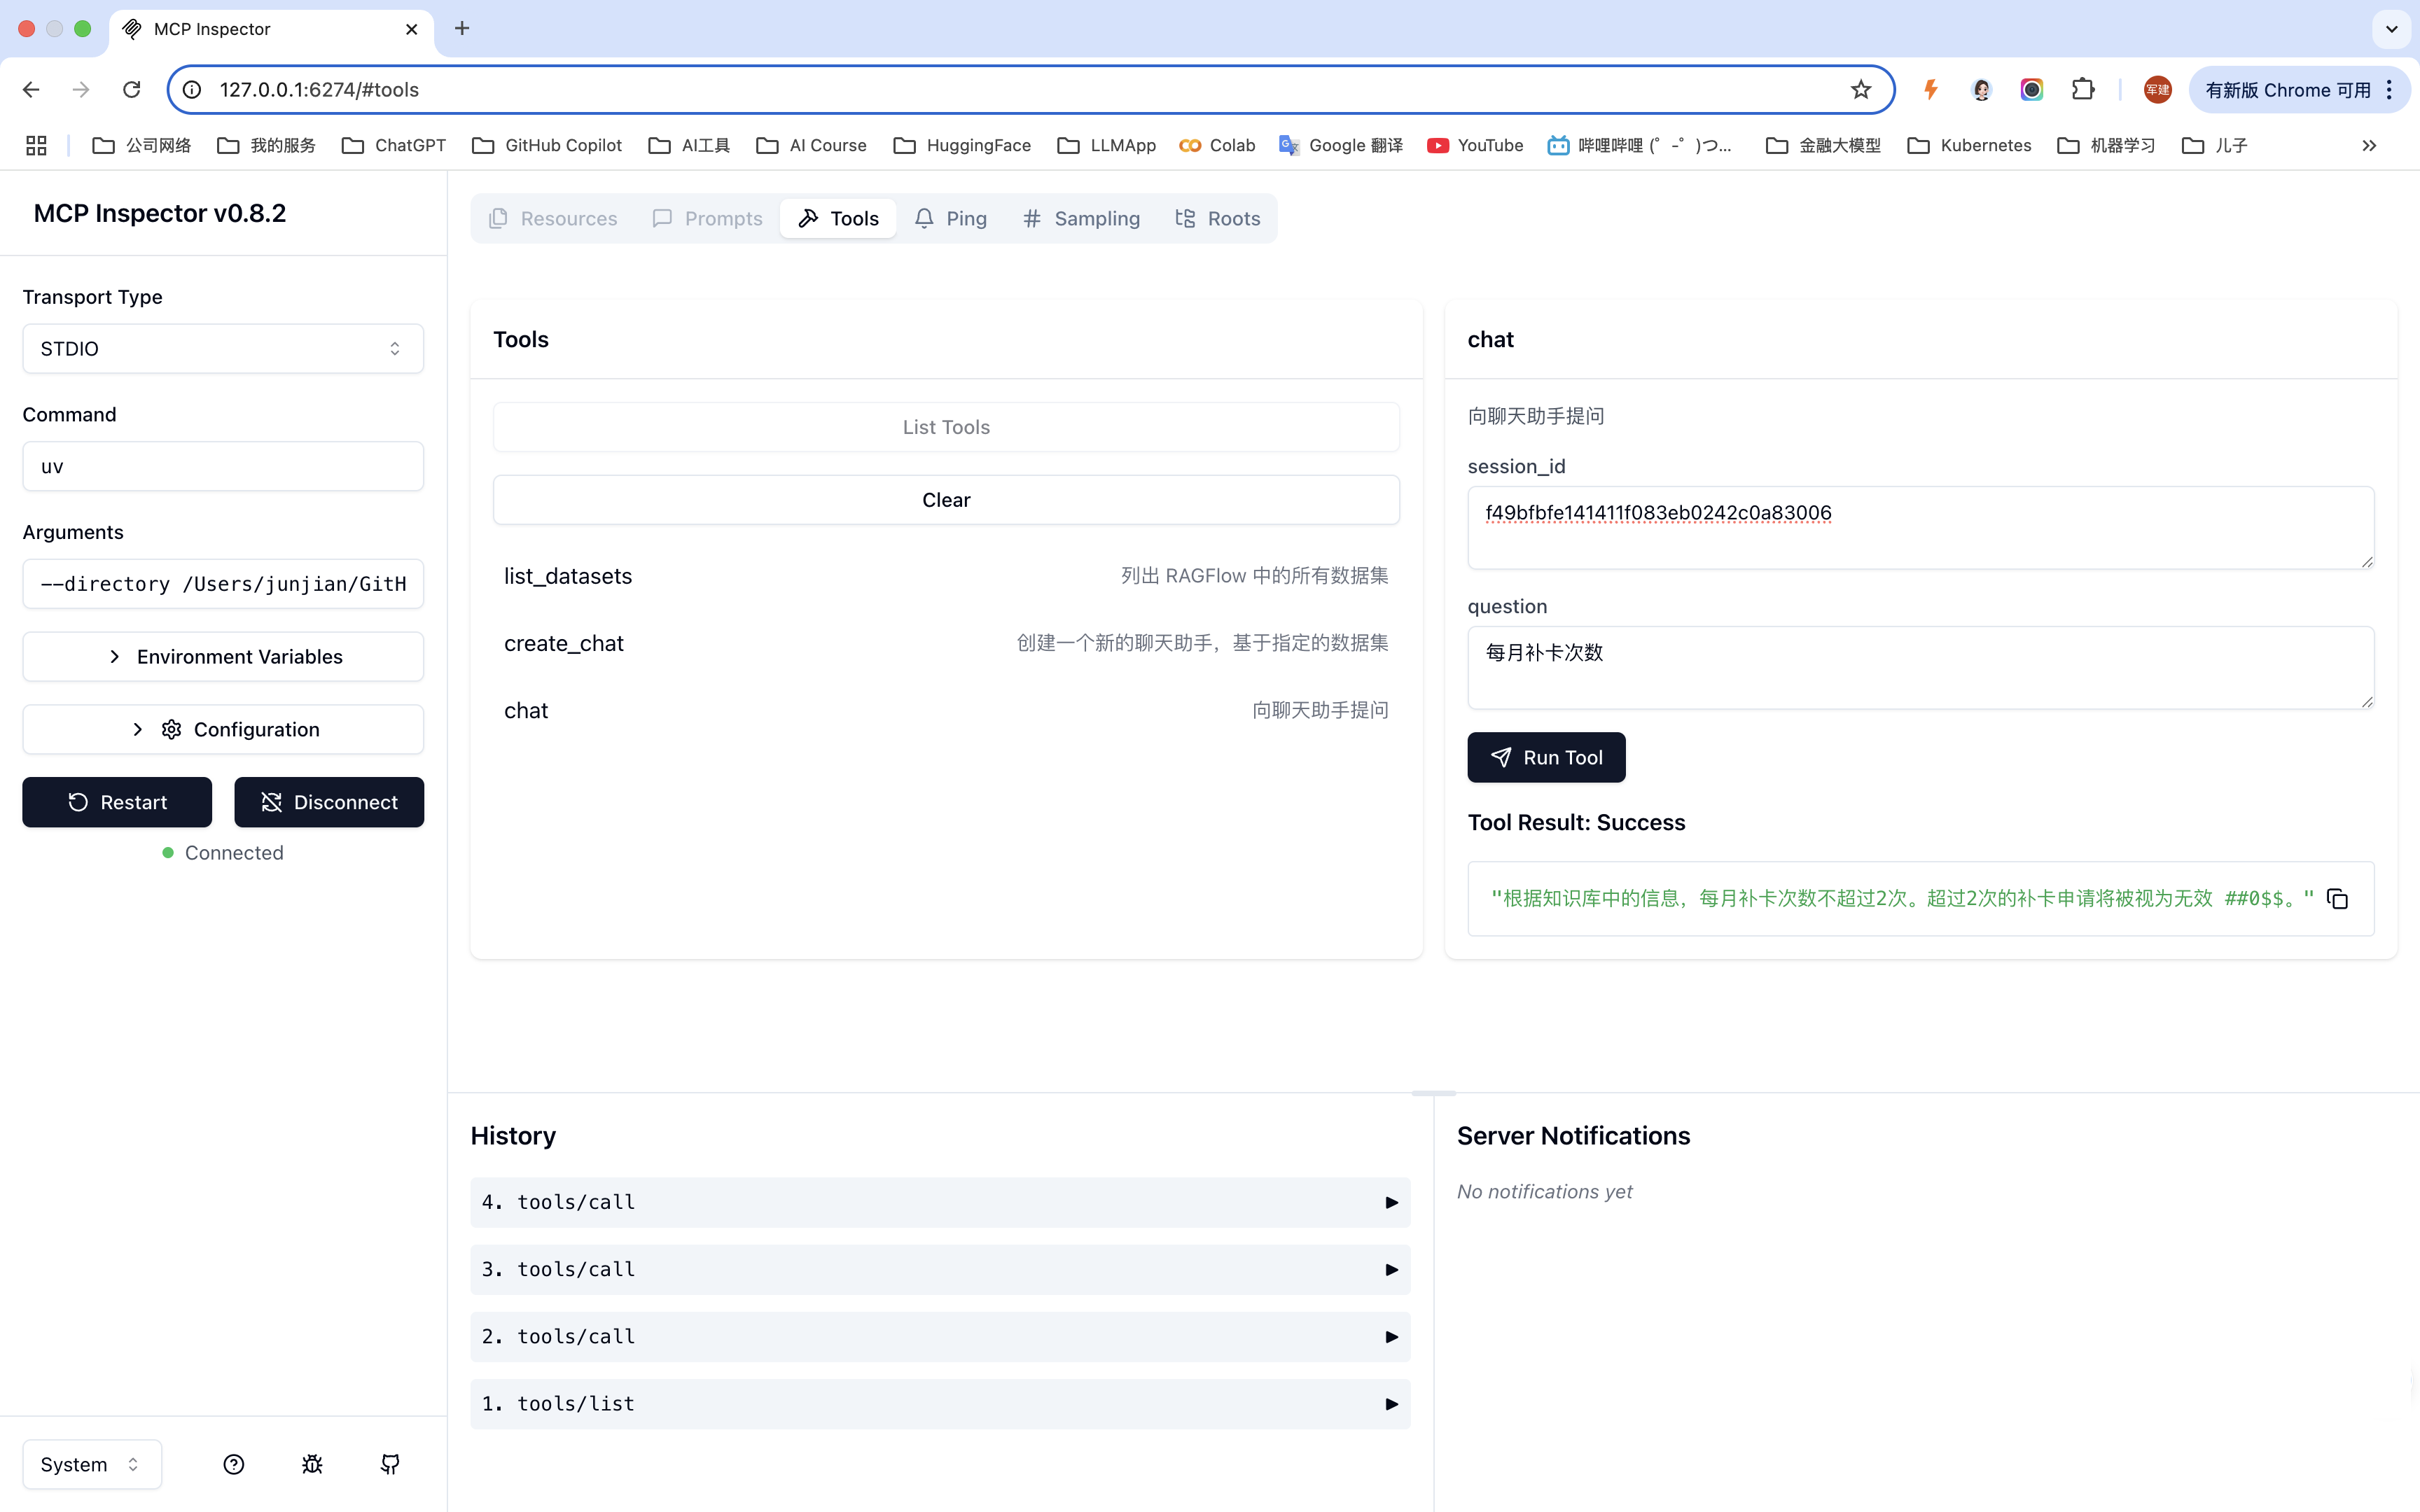 MCP Inspector
127.0.0.1:6274/#tools
军建
有新版 Chrome 可用
公司网络
我的服务
ChatGPT
GitHub Copilot
AI工具
AI Course
HuggingFace
LLMApp
Colab
Google 翻译
YouTube
哔哩哔哩 (゜-゜)つ...
金融大模型
Kubernetes
机器学习
儿子
MCP Inspector v0.8.2
Transport Type
STDIO
Command
uv
Arguments
--directory /Users/junjian/GitH
Environment Variables
Configuration
Restart
Disconnect
Connected
System
Resources
Prompts
Tools
Ping
Sampling
Roots
Tools
List Tools
Clear
list_datasets
列出 RAGFlow 中的所有数据集
create_chat
创建一个新的聊天助手，基于指定的数据集
chat
向聊天助手提问
chat
向聊天助手提问
session_id
f49bfbfe141411f083eb0242c0a83006
question
每月补卡次数
Run Tool
Tool Result: Success
"根据知识库中的信息，每月补卡次数不超过2次。超过2次的补卡申请将被视为无效 ##0$$。"
History
4. tools/call
3. tools/call
2. tools/call
1. tools/list
Server Notifications
No notifications yet